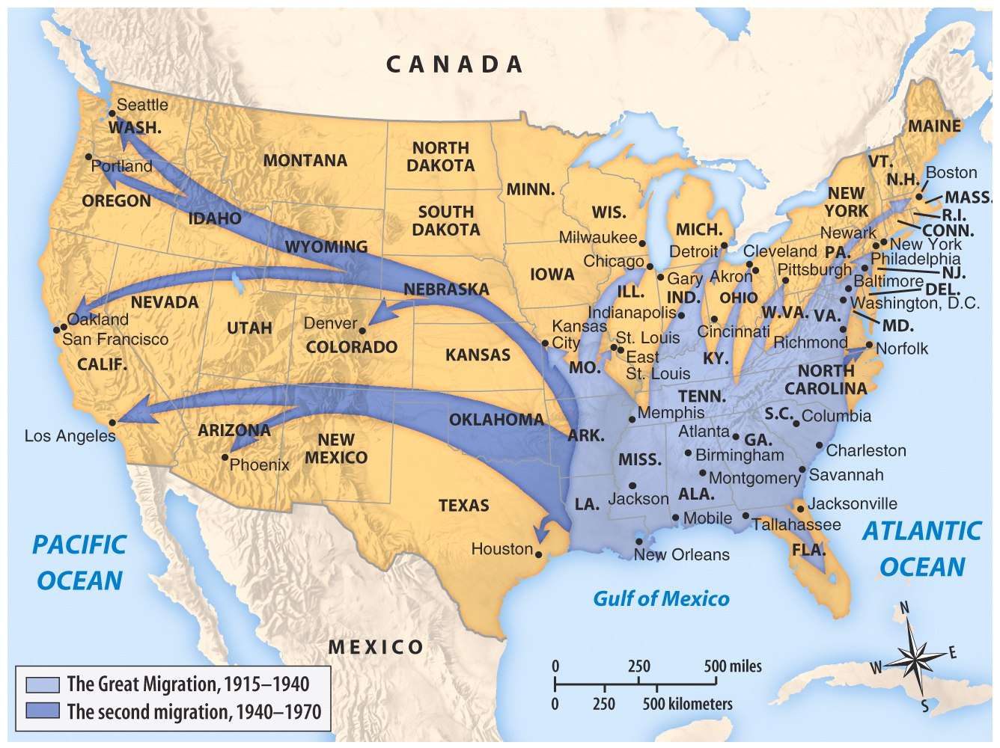 CANADA
Seattle
WASH.
Portland
OREGON
IDAHO
MONTANA
NORTH
DAKOTA
SOUTH
DAKOTA
MINN.
WIS.
MICH.
MAINE
VT.
N.H.
Boston
MASS.
R.I.
CONN.
NEW
YORK
Newark
New York
PA.
Philadelphia
NJ.
Milwaukee
Chicago
Detroit
Cleveland
Akron
Pittsburgh
Baltimore
DEL.
Washington, D.C.
MD.
WYOMING
IOWA
Gary
ILL.
IND.
OHIO
W.VA.
VA.
Indianapolis
Cincinnati
Richmond
Norfolk
NEBRASKA
NEVADA
Oakland
San Francisco
CALIF.
UTAH
Denver
COLORADO
KANSAS
Kansas
City
St. Louis
East
St. Louis
MO.
KY.
NORTH
CAROLINA
TENN.
Los Angeles
ARIZONA
Phoenix
NEW
MEXICO
OKLAHOMA
ARK.
Memphis
S.C.
Columbia
Atlanta
GA.
Birmingham
Charleston
MISS.
Montgomery
Savannah
TEXAS
LA.
Jackson
ALA.
Jacksonville
Mobile
Tallahassee
Houston
New Orleans
FLA.
PACIFIC
OCEAN
ATLANTIC
OCEAN
Gulf of Mexico
MEXICO
N
W
E
S
0 250 500 miles
0 250 500 kilometers
The Great Migration, 1915–1940
The second migration, 1940–1970